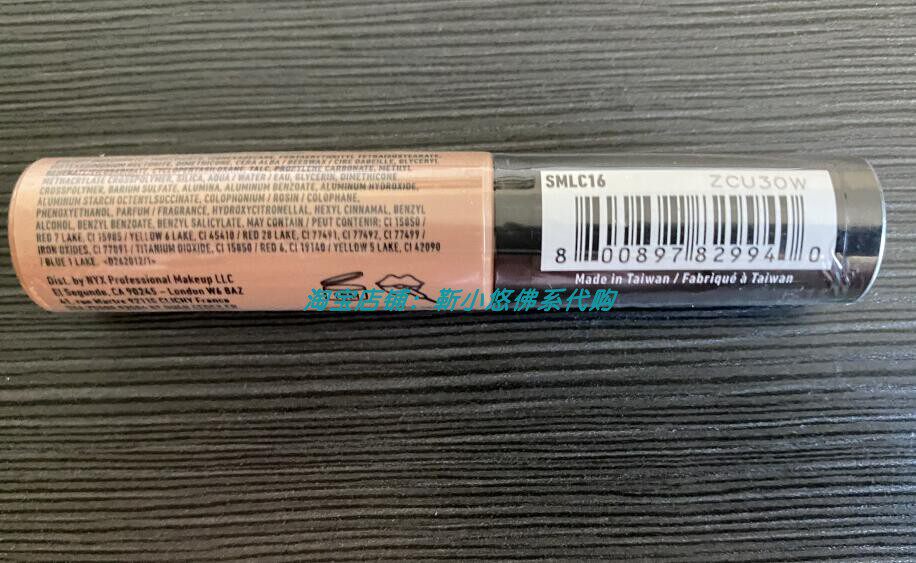 METHACRYLATE CROSSPOLYMER, SILICA, AQUA / WATER / EAU, GLYCERIN, DIMETHICONE
CROSSPOLYMER, BARIUM SULFATE, ALUMINA, ALUMINUM BENZOATE, ALUMINUM HYDROXIDE,
ALUMINUM STARCH OCTENYLSUCCINATE, COLOPHONIUM / ROSIN / COLOPHANE,
PHENOXYETHANOL, PARFUM / FRAGRANCE, HYDROXYCITRONELLAL, HEXYL CINNAMAL, BENZYL
ALCOHOL, BENZYL BENZOATE, BENZYL SALICYLATE, MAY CONTAIN / PEUT CONTENIR: CI 15850 /
RED 7 LAKE, CI 15985 / YELLOW 6 LAKE, CI 45410 / RED 28 LAKE, CI 77491, CI 77492, CI 77499 /
IRON OXIDES, CI 77891 / TITANIUM DIOXIDE, CI 15850 / RED 6, CI 19140 / YELLOW 5 LAKE, CI 42090
/ BLUE 1 LAKE,
Dist. by NYX Professional Makeup LLC
El Segundo, CA 90245 – London W6 8AZ
92115 CLICHY France
SMLC16
ZCU30W
8 00897 82994 0
Made in Taiwan / Fabriqué à Taiwan
淘宝店铺：靳小悠佛系代购